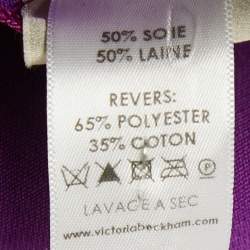 50% SOIE
50% LAINE
REVERS:
65% POLYESTER
35% COTON
LAVAGE A SEC
www.victoriabeckham.com